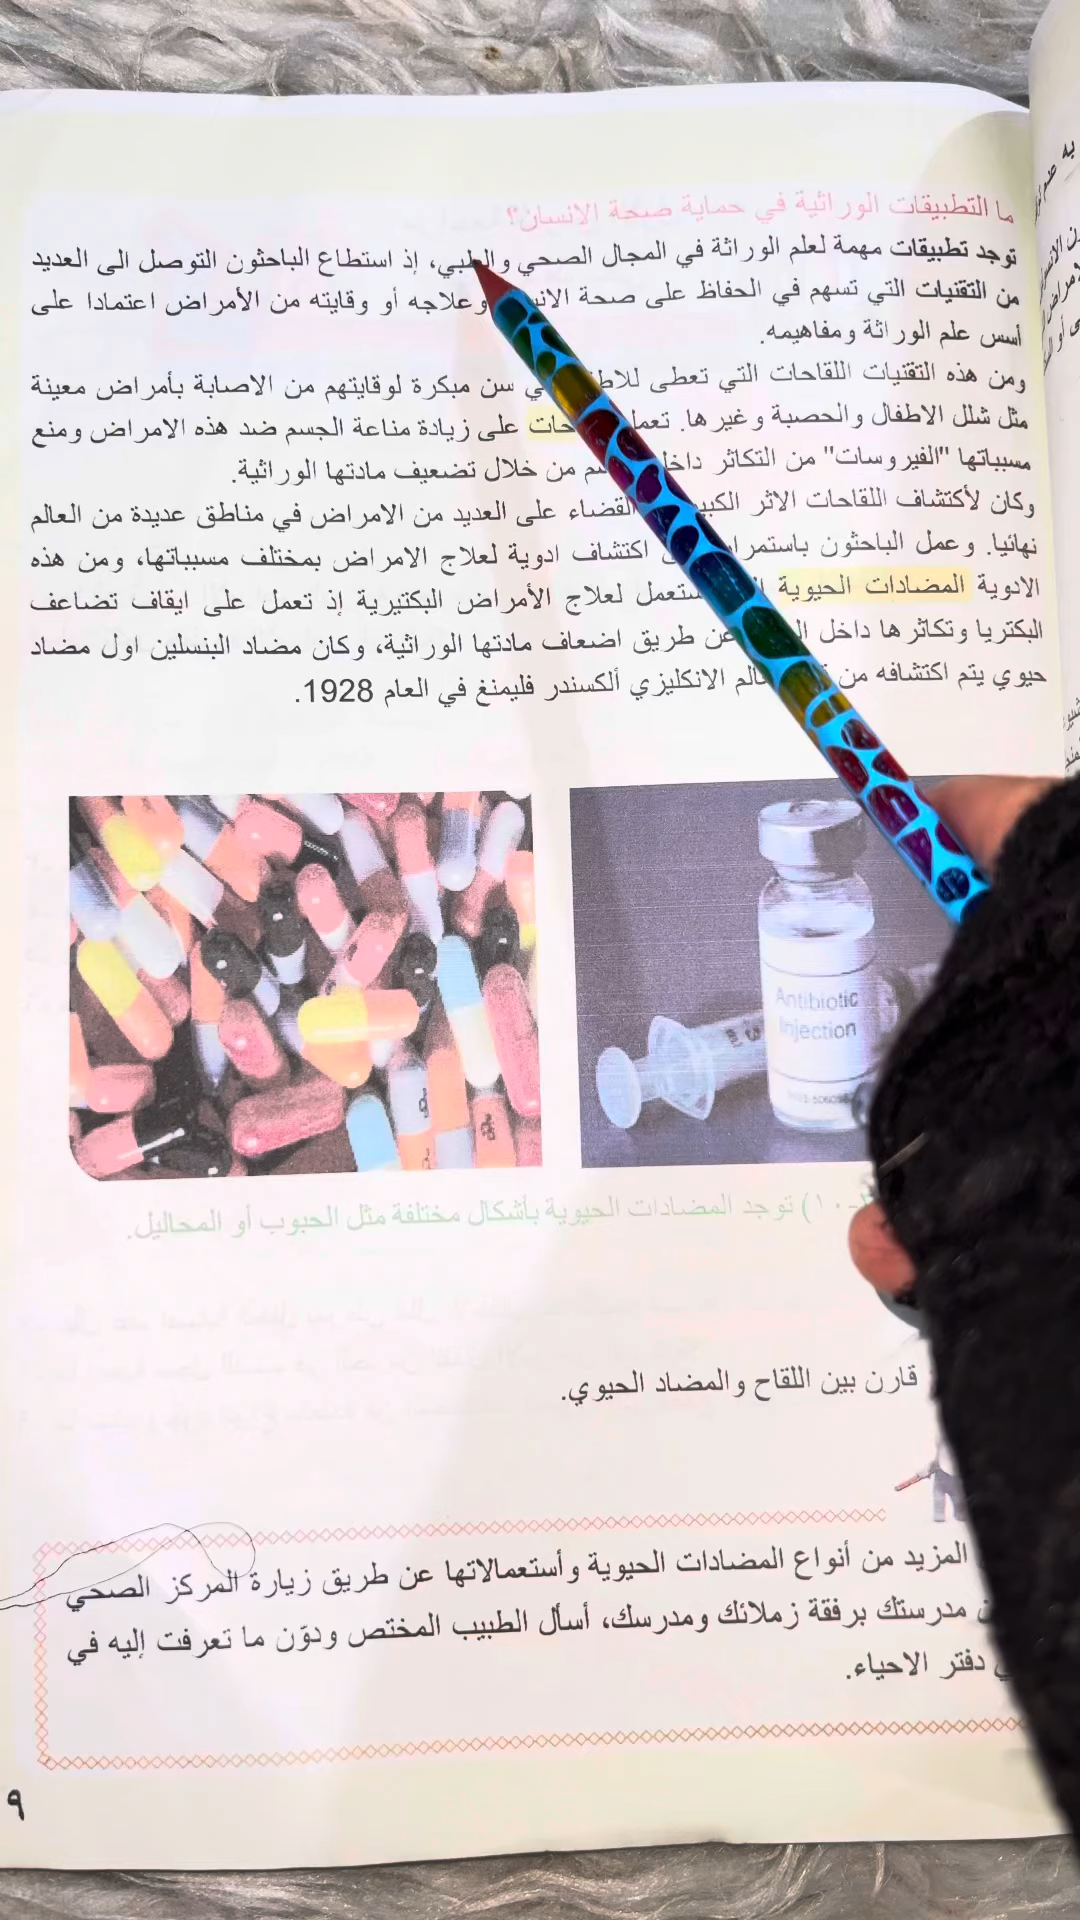 ما التطبيقات الوراثية في حماية صحة الانسان؟
توجد تطبيقات مهمة لعلم الوراثة في المجال الصحي والطبي، إذ استطاع الباحثون التوصل الى العديد
من التقنيات التي تسهم في الحفاظ على صحة وعلاجه أو وقايته من الأمراض اعتمادا على
أسس علم الوراثة ومفاهيمه.
ومن هذه التقنيات اللقاحات التي تعطى سن مبكرة لوقايتهم من الاصابة بأمراض معينة
مثل شلل الاطفال والحصبة وغيرها. تعمل على زيادة مناعة الجسم ضد هذه الامراض ومنع
مسبباتها "الفيروسات" من التكاثر من خلال تضعيف مادتها الوراثية.
وكان لأكتشاف اللقاحات الاثر القضاء على العديد من الامراض في مناطق عديدة من العالم
نهائيا. وعمل الباحثون اكتشاف ادوية لعلاج الامراض بمختلف مسبباتها، ومن هذه
الادوية المضادات الحيوية لعلاج الأمراض البكتيرية إذ تعمل على ايقاف تضاعف
البكتريا وتكاثرها داخل عن طريق اضعاف مادتها الوراثية، وكان مضاد البنسلين اول مضاد
حيوي يتم اكتشافه من الانكليزي ألكسندر فليمنغ في العام 1928.
Antibiotic
Injection
١٠) توجد المضادات الحيوية بأشكال مختلفة مثل الحبوب أو المحاليل.
قارن بين اللقاح والمضاد الحيوي.
المزيد من أنواع المضادات الحيوية وأستعمالاتها عن طريق زيارة المركز الصحي
مدرستك برفقة زملائك ومدرسك، أسأل الطبيب المختص ودوّن ما تعرفت إليه في
دفتر الاحياء.
٩